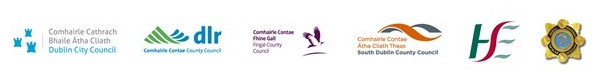 Comhairle Cathrach
Bhaile Átha Cliath
Dublin City Council
dlr
Comhairle Contae County Council
Comhairle Contae
Fhine Gall
Fingal County
Council
Comhairle Contae
Átha Cliath Theas
South Dublin County Council
HSE